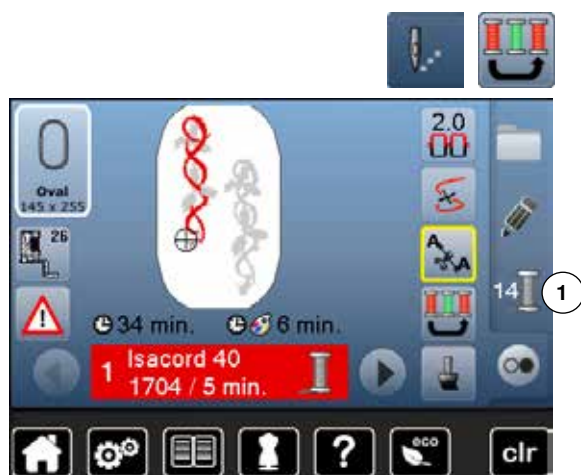 Oval
145 x 255
2.0
26
A
A
14
1
34 min.
6 min.
1
Isacord 40
1704 / 5 min.
?
eco
clr